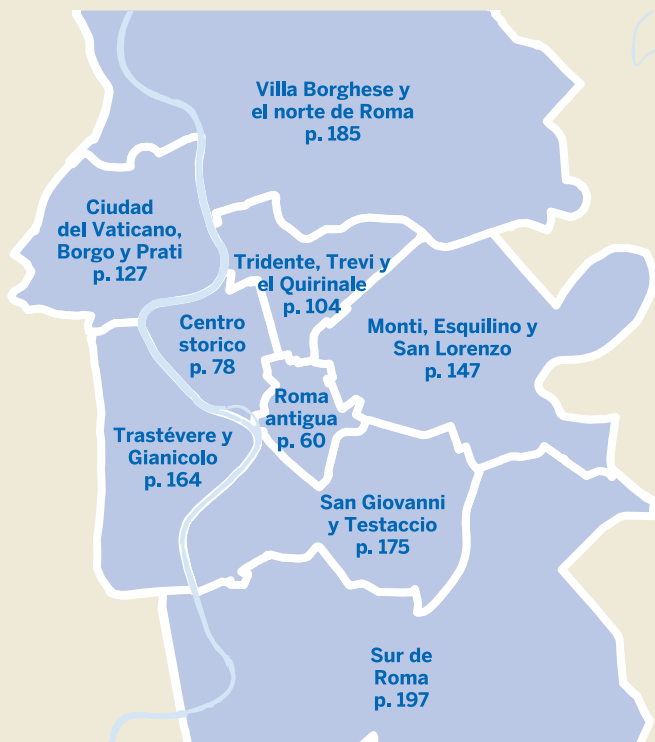 Villa Borghese y
el norte de Roma
p. 185
Ciudad
del Vaticano,
Borgo y Prati
p. 127
Tridente, Trevi y
el Quirinale
p. 104
Centro
storico
p. 78
Monti, Esquilino y
San Lorenzo
p. 147
Roma
antigua
p. 60
Trastévere y
Gianicolo
p. 164
San Giovanni
y Testaccio
p. 175
Sur de
Roma
p. 197